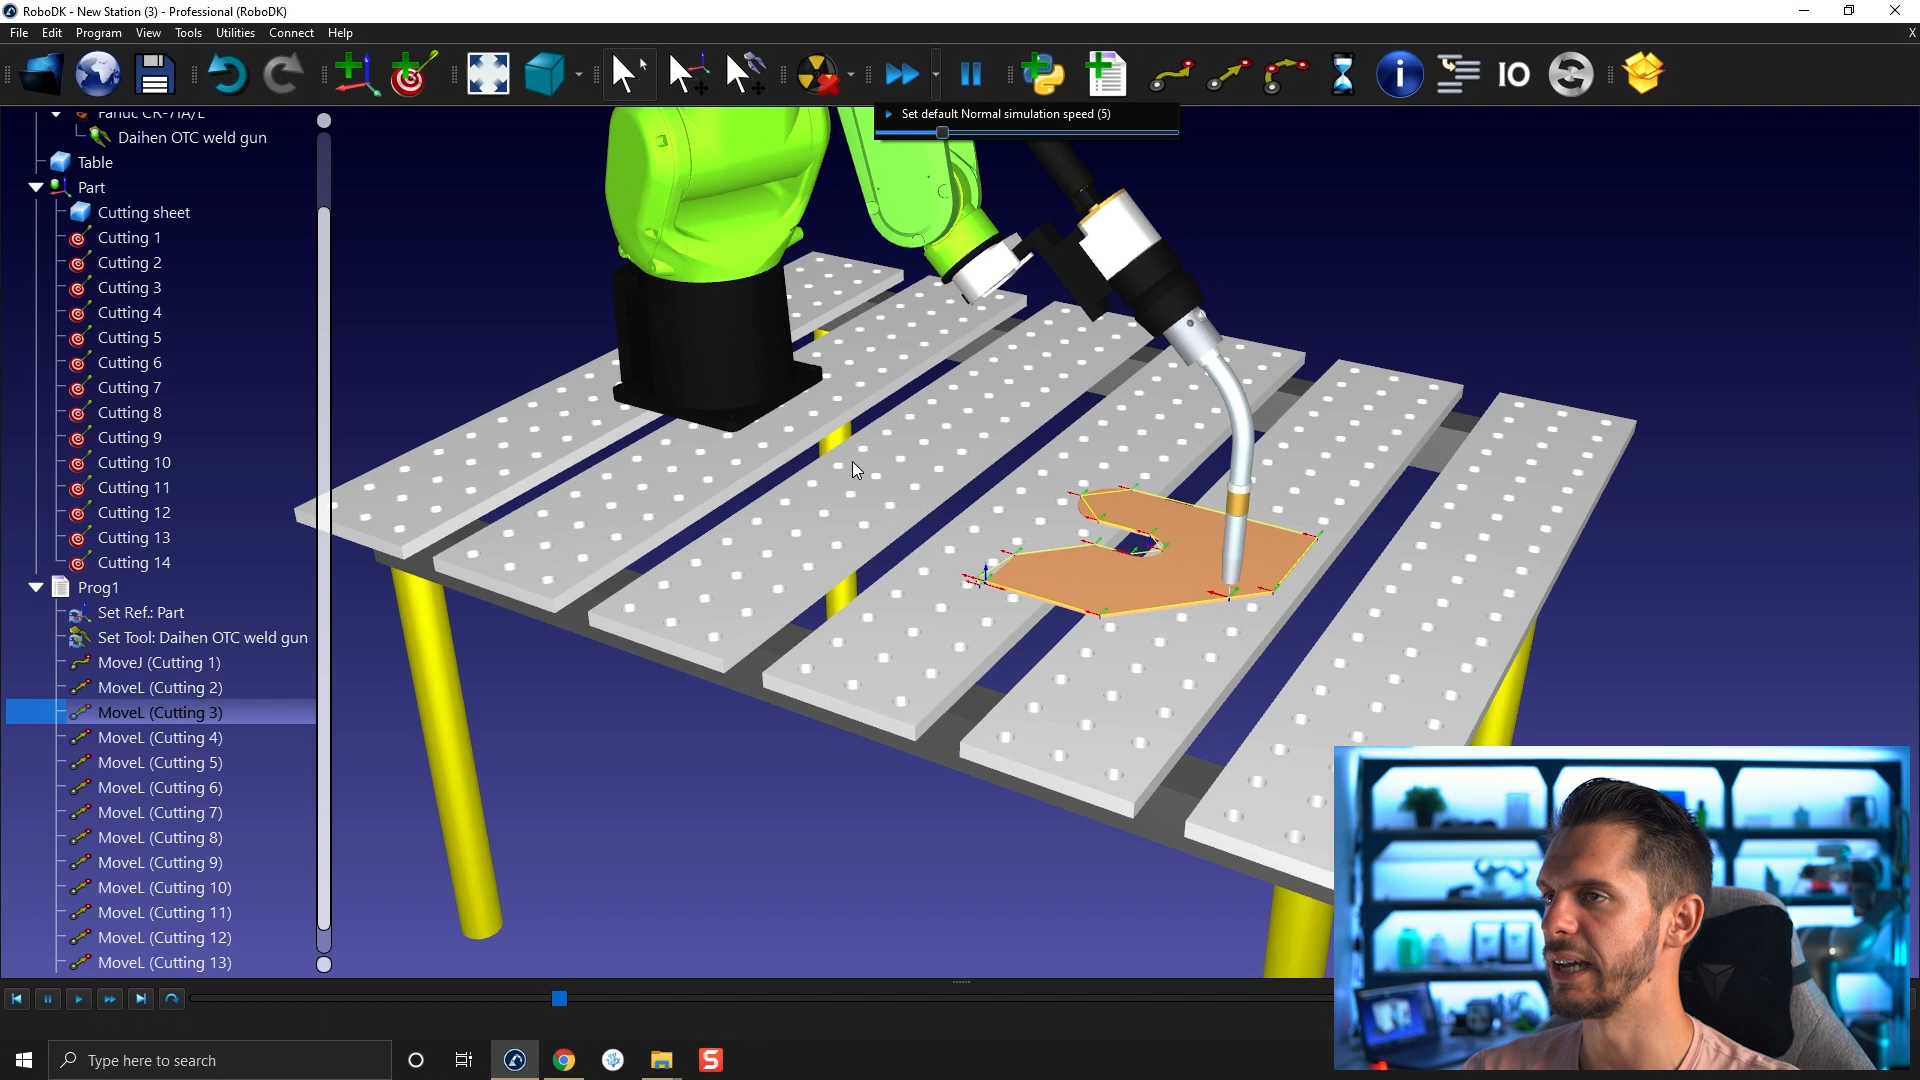 RoboDK - New Station (3) - Professional (RoboDK)
File Edit Program View Tools Utilities Connect Help
X
IO
Set default Normal simulation speed (5)
Fanuc CR-7iA/L
Daihen OTC weld gun
Table
Part
Cutting sheet
Cutting 1
Cutting 2
Cutting 3
Cutting 4
Cutting 5
Cutting 6
Cutting 7
Cutting 8
Cutting 9
Cutting 10
Cutting 11
Cutting 12
Cutting 13
Cutting 14
Prog1
Set Ref.: Part
Set Tool: Daihen OTC weld gun
MoveJ (Cutting 1)
MoveL (Cutting 2)
MoveL (Cutting 3)
MoveL (Cutting 4)
MoveL (Cutting 5)
MoveL (Cutting 6)
MoveL (Cutting 7)
MoveL (Cutting 8)
MoveL (Cutting 9)
MoveL (Cutting 10)
MoveL (Cutting 11)
MoveL (Cutting 12)
MoveL (Cutting 13)
Type here to search